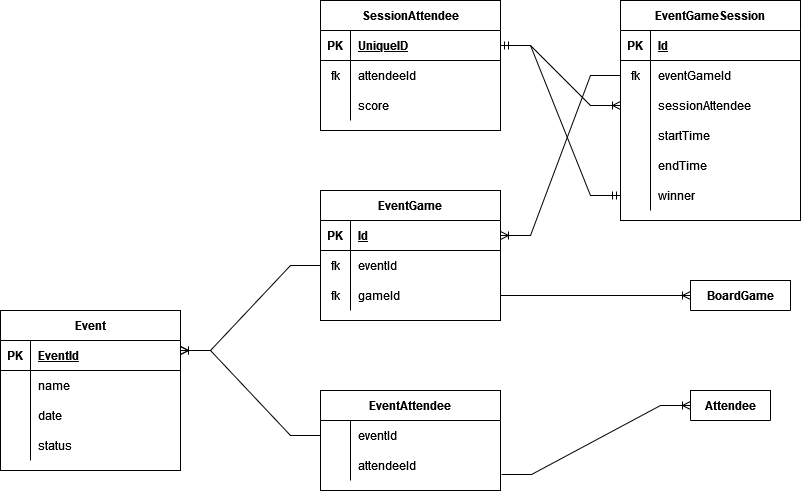 SessionAttendee
PK UniqueID
fk attendeeId
score
EventGameSession
PK Id
fk eventGameId
sessionAttendee
startTime
endTime
winner
EventGame
PK Id
fk eventId
fk gameId
BoardGame
Event
PK EventId
name
date
status
EventAttendee
eventId
attendeeId
Attendee